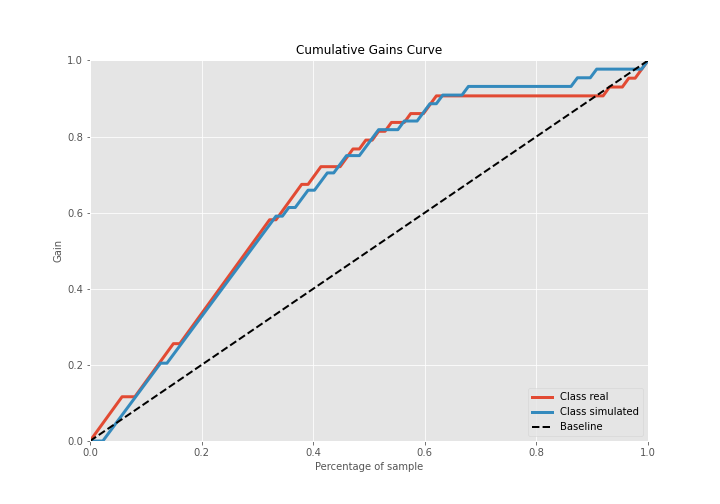 Cumulative Gains Curve
1.0
0.8
0.6
0.4
0.2
0.0
Gain
0.0 0.2 0.4 0.6 0.8 1.0
Percentage of sample
Class real
Class simulated
Baseline